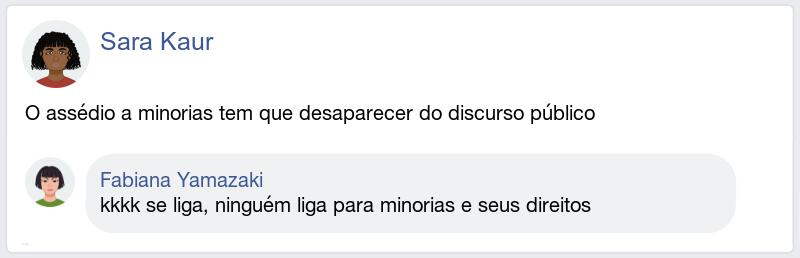 Sara Kaur
O assédio a minorias tem que desaparecer do discurso público
Fabiana Yamazaki
kkkk se liga, ninguém liga para minorias e seus direitos